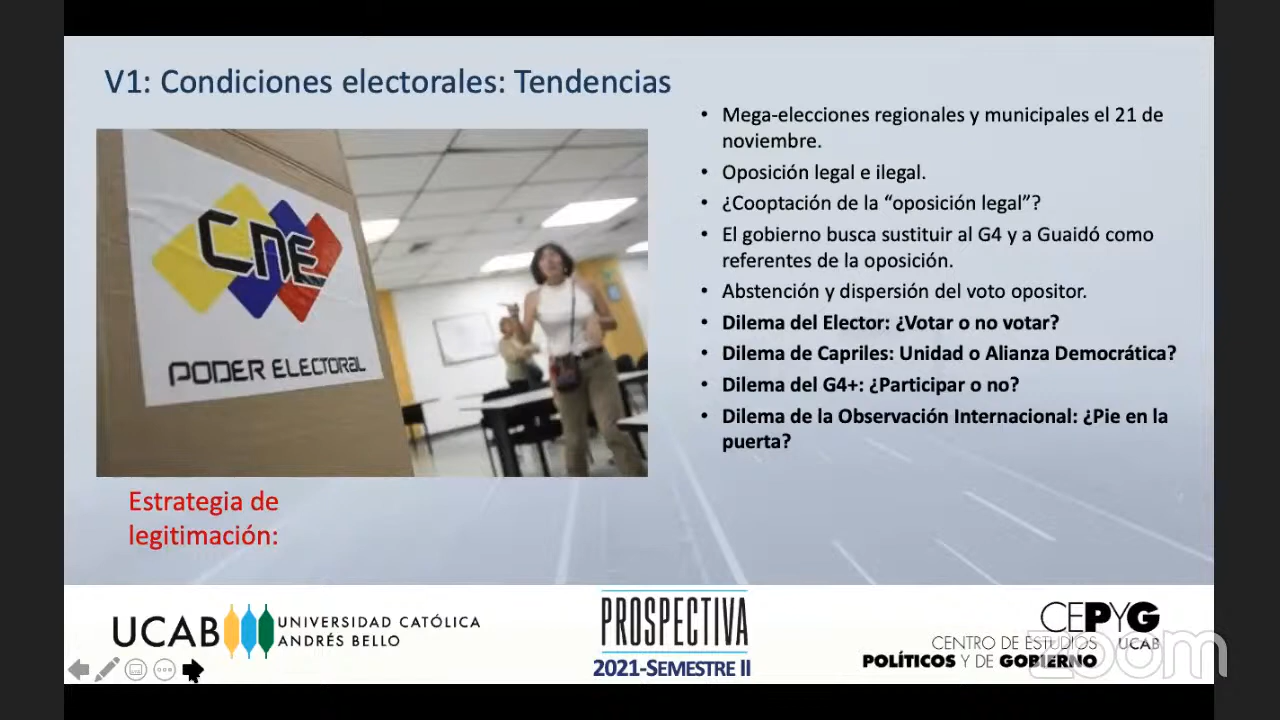 V1: Condiciones electorales: Tendencias
CNE
PODER ELECTORAL
• Mega-elecciones regionales y municipales el 21 de
noviembre.
• Oposición legal e ilegal.
• ¿Cooptación de la “oposición legal”?
• El gobierno busca sustituir al G4 y a Guaidó como
referentes de la oposición.
• Abstención y dispersión del voto opositor.
• Dilema del Elector: ¿Votar o no votar?
• Dilema de Capriles: Unidad o Alianza Democrática?
• Dilema del G4+: ¿Participar o no?
• Dilema de la Observación Internacional: ¿Pie en la
puerta?
Estrategia de
legitimación:
UCAB UNIVERSIDAD CATÓLICA
ANDRÉS BELLO
PROSPECTIVA
2021-SEMESTRE II
CEPYG
CENTRO DE ESTUDIOS UCAB
POLÍTICOS Y DE GOBIERNO
zoom